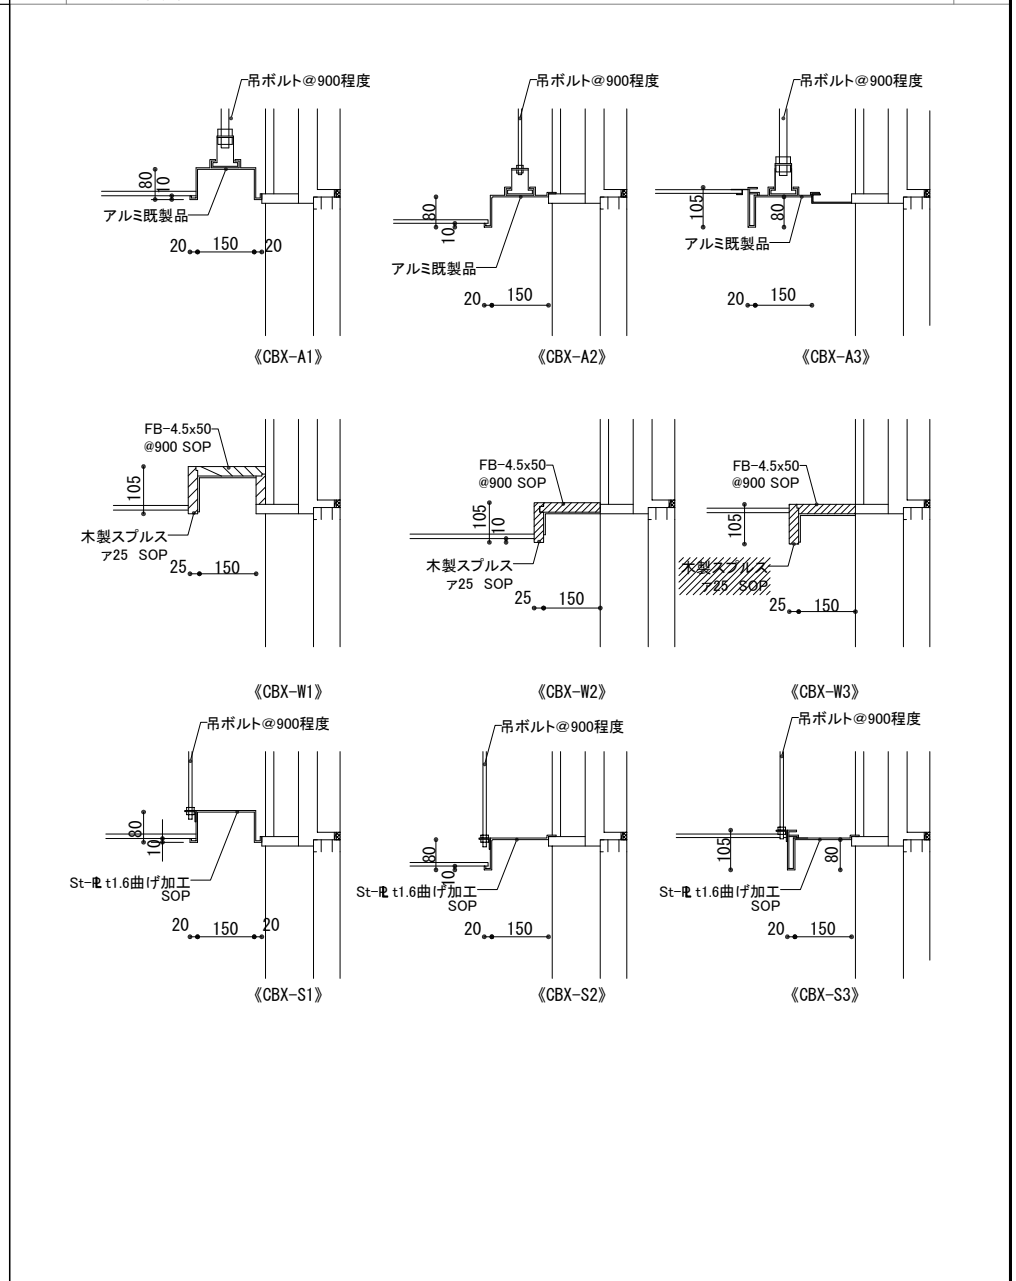 吊ボルト@900程度
80
10
アルミ既製品
20
150
20
《CBX-A1》
吊ボルト@900程度
80
10
アルミ既製品
20
150
《CBX-A2》
吊ボルト@900程度
105
80
アルミ既製品
20
150
《CBX-A3》
FB-4.5x50
@900 SOP
105
木製スプルス
ｱ25 SOP
25
150
《CBX-W1》
FB-4.5x50
@900 SOP
105
10
木製スプルス
ｱ25 SOP
25
150
《CBX-W2》
FB-4.5x50
@900 SOP
105
木製スプルス
ｱ25 SOP
25
150
《CBX-W3》
吊ボルト@900程度
80
10
St-PL t1.6曲げ加工
SOP
20
150
20
《CBX-S1》
吊ボルト@900程度
80
10
St-PL t1.6曲げ加工
SOP
20
150
《CBX-S2》
吊ボルト@900程度
105
80
St-PL t1.6曲げ加工
SOP
20
150
《CBX-S3》